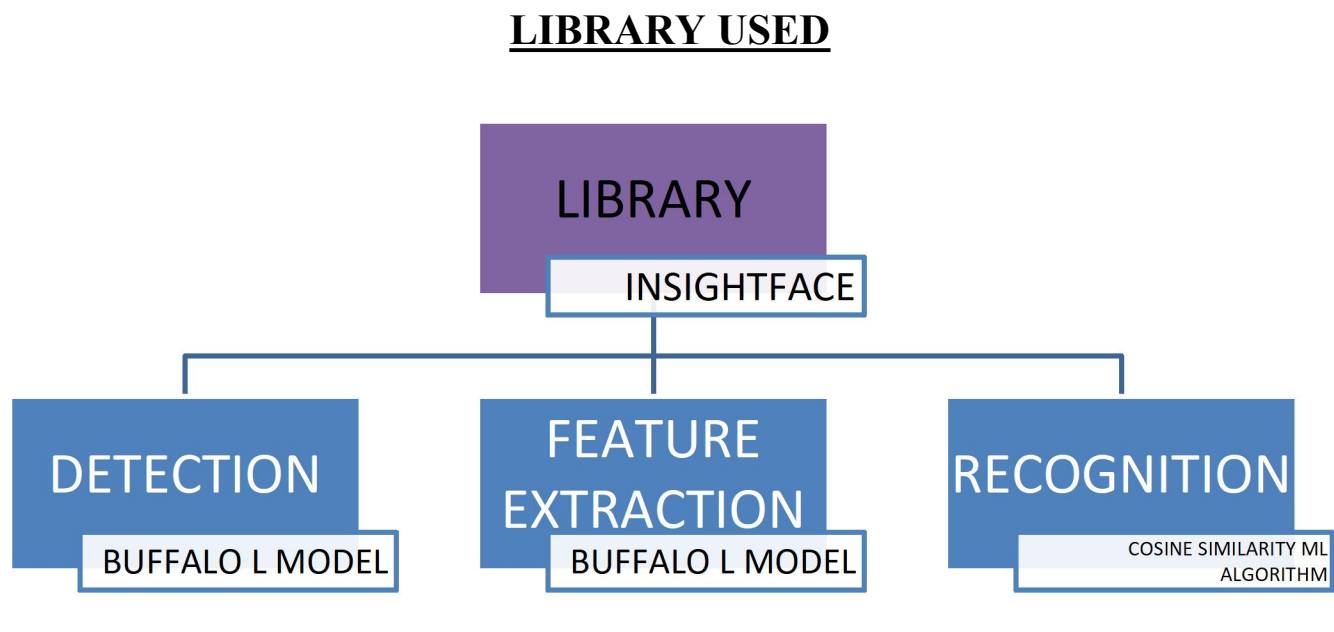 LIBRARY USED
LIBRARY
INSIGHTFACE
DETECTION
BUFFALO L MODEL
FEATURE
EXTRACTION
BUFFALO L MODEL
RECOGNITION
COSINE SIMILARITY ML
ALGORITHM